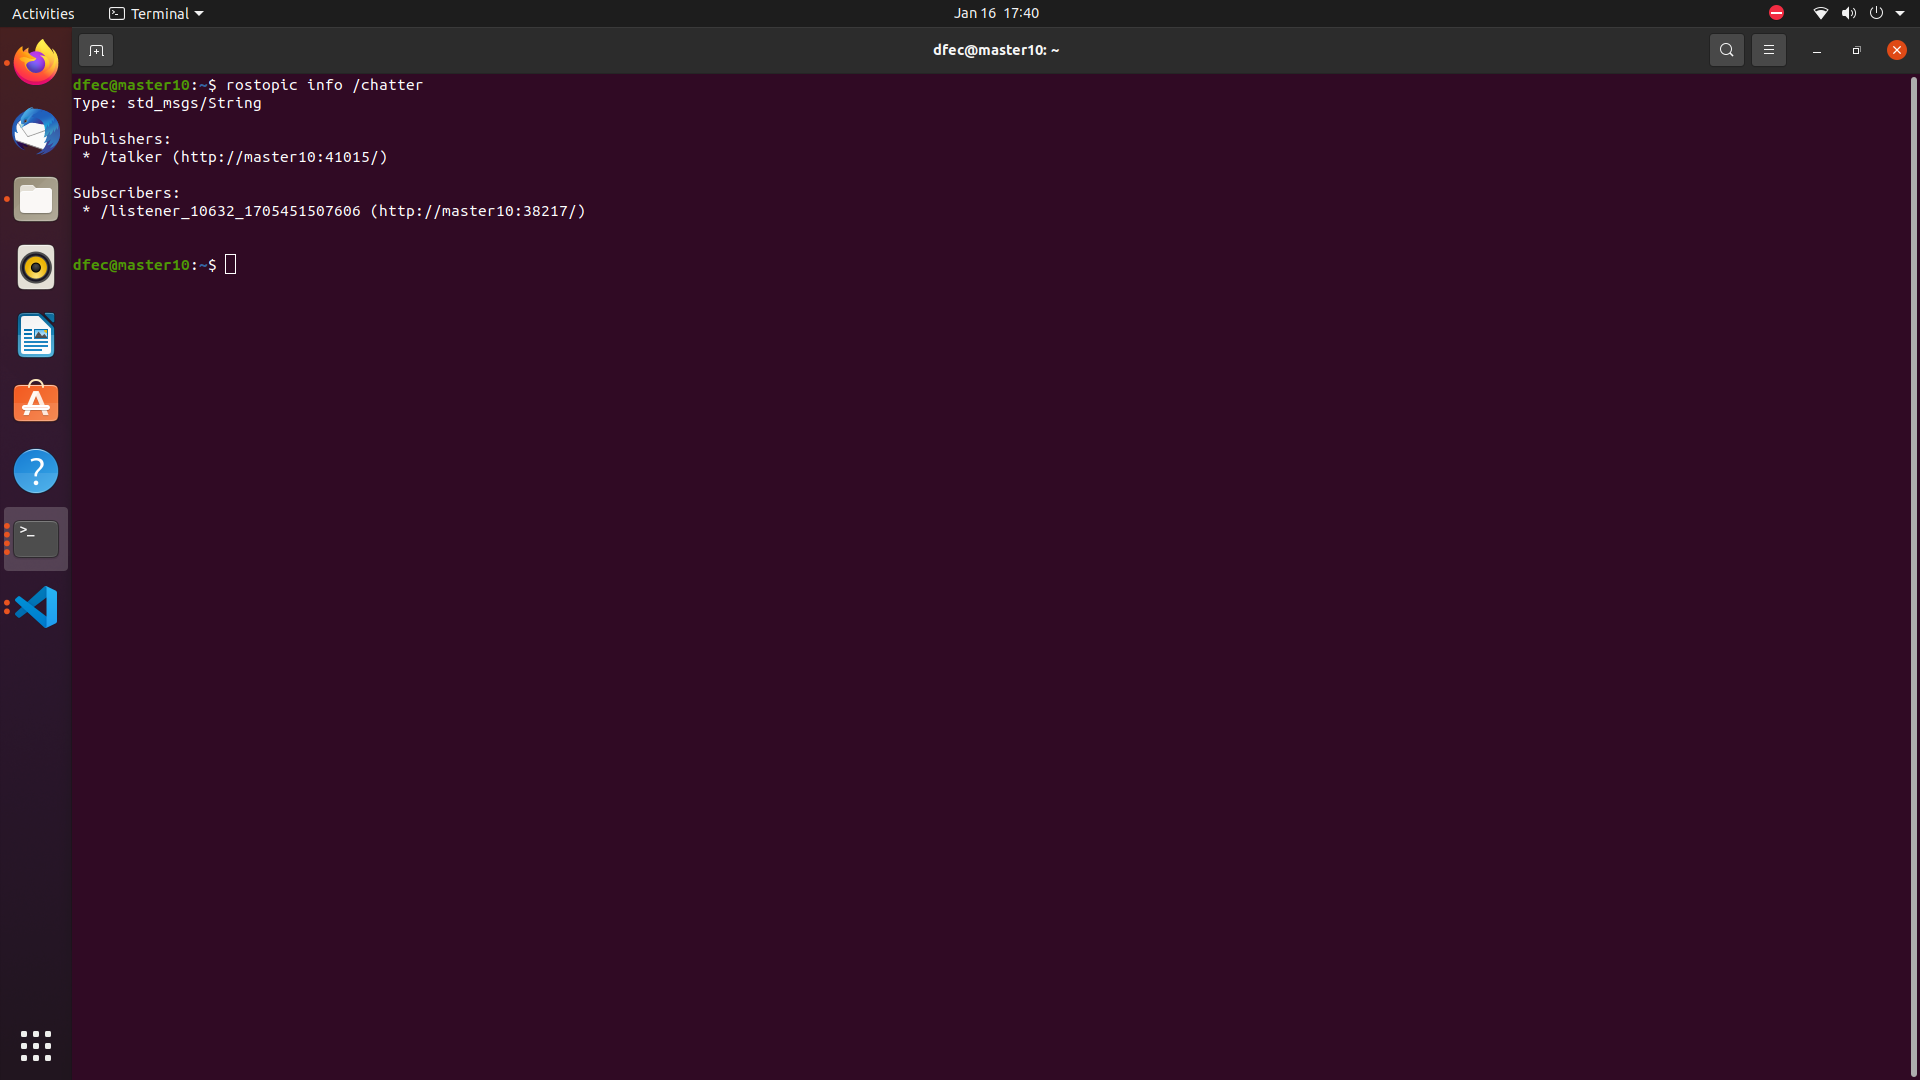 Activities Terminal Jan 16 17:40
dfec@master10: ~
dfec@master10:~$ rostopic info /chatter
Type: std_msgs/String
Publishers:
* /talker (http://master10:41015/)
Subscribers:
* /listener_10632_1705451507606 (http://master10:38217/)
dfec@master10:~$